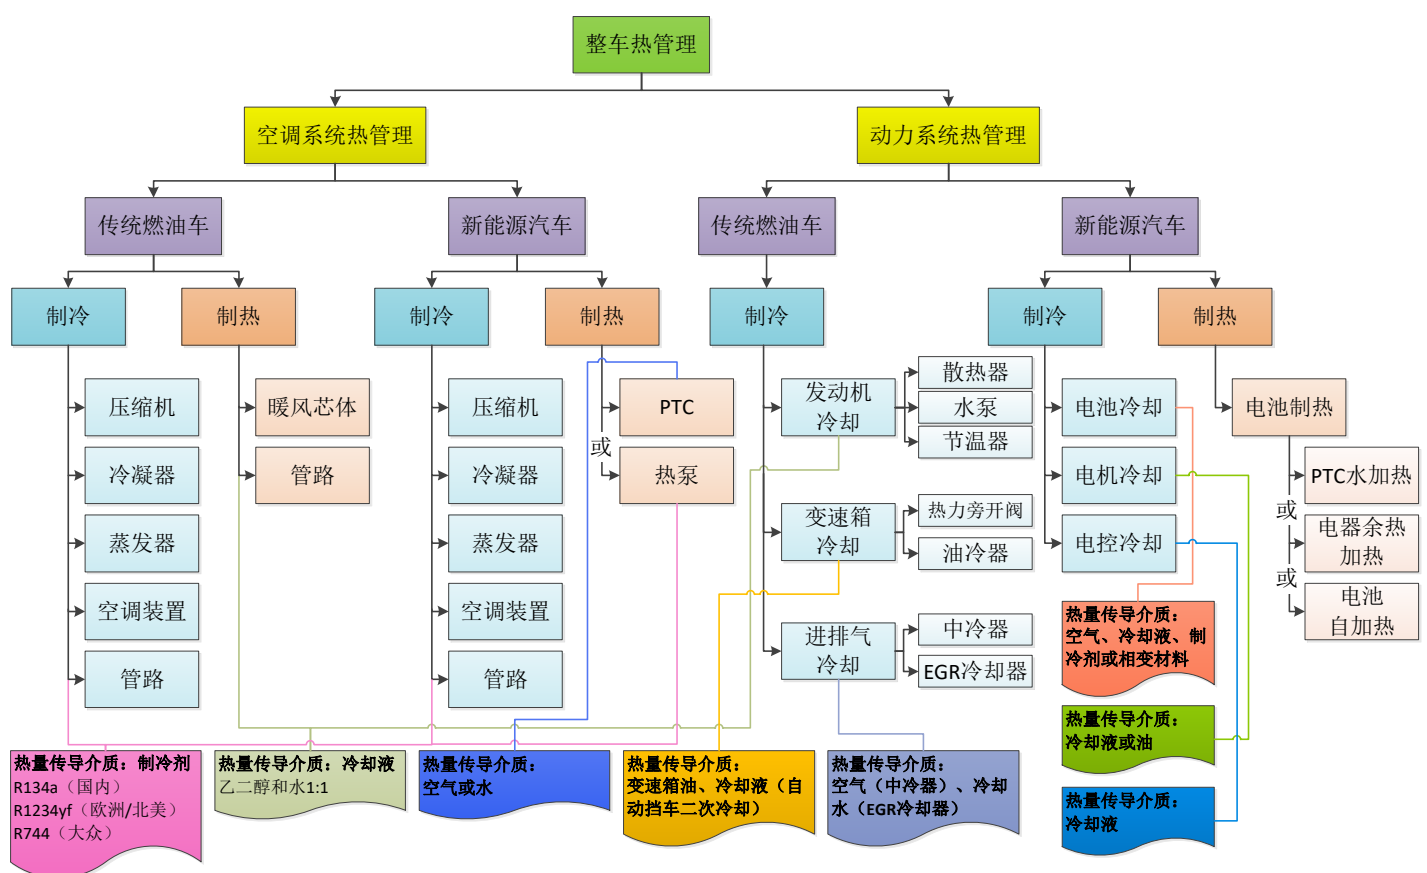 整车热管理
空调系统热管理
动力系统热管理
传统燃油车
新能源汽车
传统燃油车
新能源汽车
制冷
制热
制冷
制热
制冷
制冷
制热
压缩机
冷凝器
蒸发器
空调装置
管路
暖风芯体
管路
压缩机
冷凝器
蒸发器
空调装置
管路
PTC
或
热泵
发动机
冷却
散热器
水泵
节温器
变速箱
冷却
热力旁开阀
油冷器
进排气
冷却
中冷器
EGR冷却器
电池冷却
电机冷却
电控冷却
电池制热
PTC水加热
或
电器余热
加热
或
电池
自加热
热量传导介质：制冷剂
R134a（国内）
R1234yf（欧洲/北美）
R744（大众）
热量传导介质：冷却液
乙二醇和水1:1
热量传导介质：
空气或水
热量传导介质：
变速箱油、冷却液（自
动挡车二次冷却）
热量传导介质：
空气（中冷器）、冷却
水（EGR冷却器）
热量传导介质：
空气、冷却液、制
冷剂或相变材料
热量传导介质：
冷却液或油
热量传导介质：
冷却液